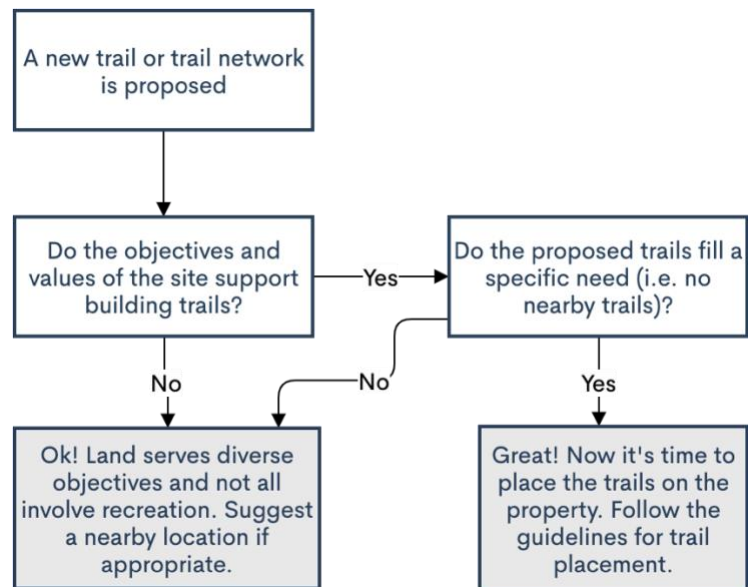 A new trail or trail network
is proposed
Do the objectives and
values of the site support
building trails?
Yes
Do the proposed trails fill a
specific need (i.e. no
nearby trails)?
No
No
Yes
Ok! Land serves diverse
objectives and not all
involve recreation. Suggest
a nearby location if
appropriate.
Great! Now it's time to
place the trails on the
property. Follow the
guidelines for trail
placement.